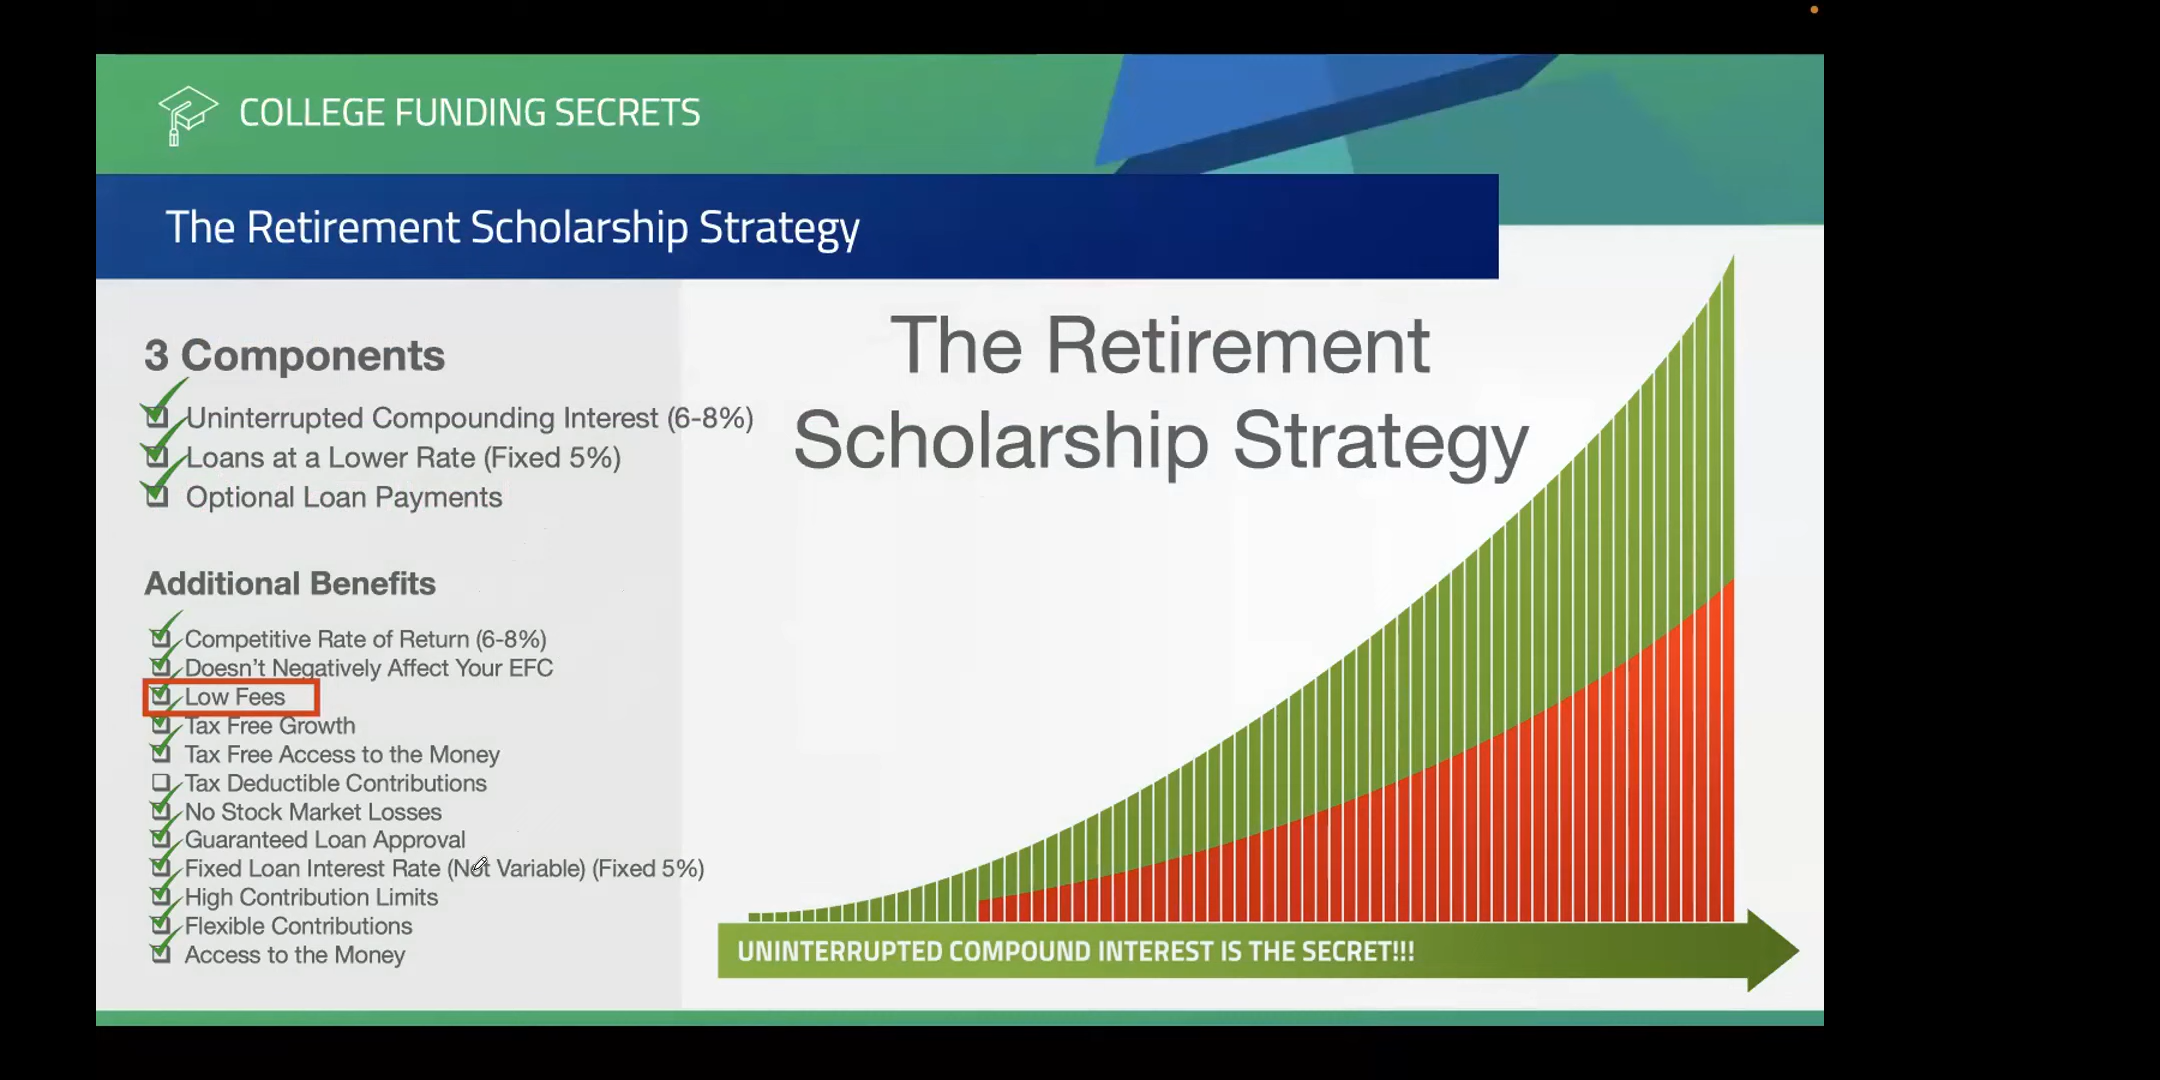 COLLEGE FUNDING SECRETS
The Retirement Scholarship Strategy
3 Components
Uninterrupted Compounding Interest (6-8%)
Loans at a Lower Rate (Fixed 5%)
Optional Loan Payments
Additional Benefits
Competitive Rate of Return (6-8%)
Doesn't Negatively Affect Your EFC
Low Fees
Tax Free Growth
Tax Free Access to the Money
Tax Deductible Contributions
No Stock Market Losses
Guaranteed Loan Approval
Fixed Loan Interest Rate (Not Variable) (Fixed 5%)
High Contribution Limits
Flexible Contributions
Access to the Money
The Retirement
Scholarship Strategy
UNINTERRUPTED COMPOUND INTEREST IS THE SECRET!!!